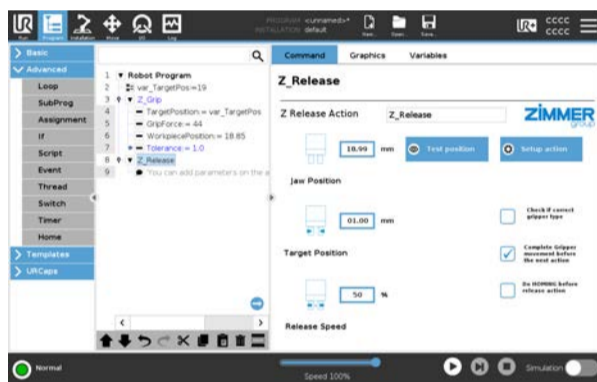 PROGRAM <unnamed>*
INSTALLATION default
Run
Program
Installation
Move
I/O
Log
New...
Open...
Save...
UR+
cccc
cccc
Basic
Advanced
Loop
SubProg
Assignment
If
Script
Event
Thread
Switch
Timer
Home
Templates
URCaps
1 Robot Program
2 var_TargetPos:=19
3 Z_Grip
4 TargetPosition:= var_TargetPos
5 GripForce:= 44
6 WorkpiecePosition:= 18.85
7 Tolerance:= 1.0
8 Z_Release
9 You can add parameters on the a
Command
Graphics
Variables
Z_Release
Z Release Action
Z_Release
ZIMMER
group
18.99 mm
Test position
Setup action
Jaw Position
01.00 mm
Check if correct
gripper type
Target Position
Complete Gripper
movement before
the next action
50 %
Do HOMING before
release action
Release Speed
Normal
Speed 100%
Simulation